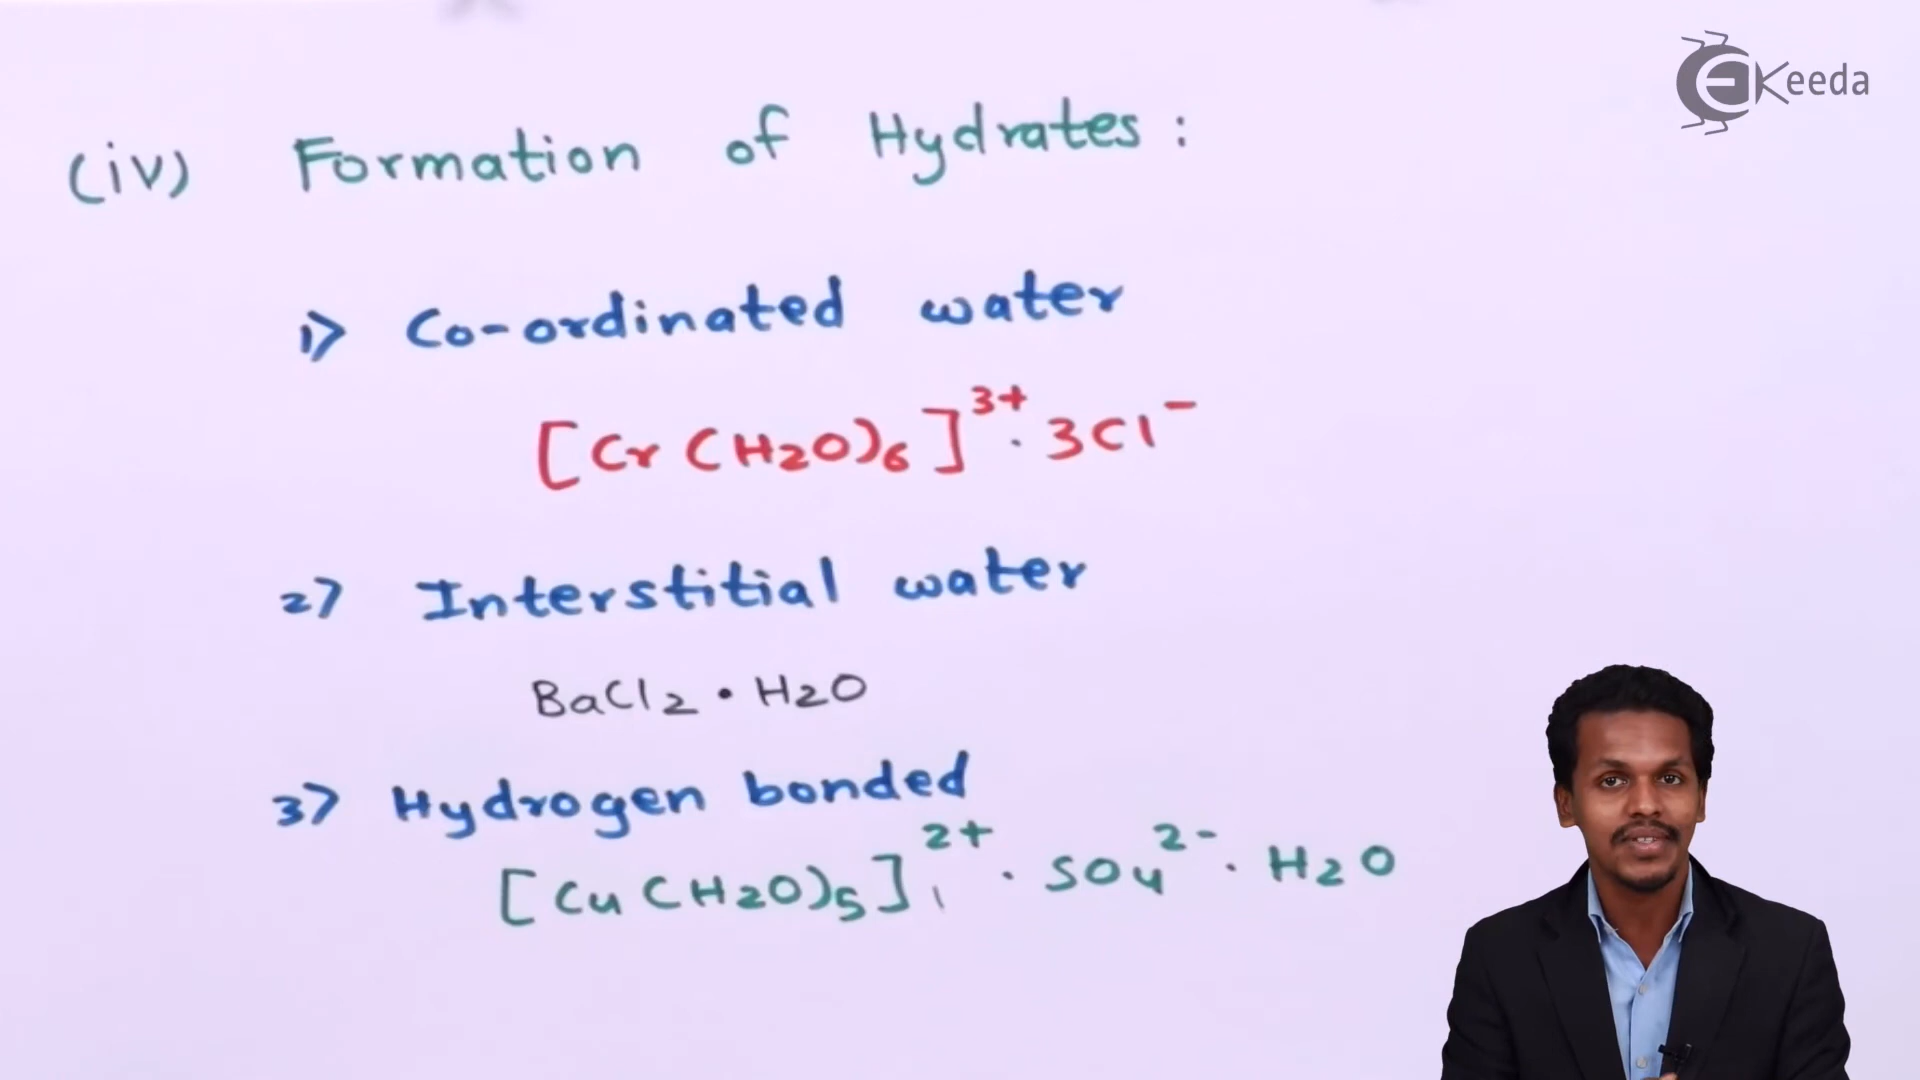 EKeeda
(iv) Formation of Hydrates :
1> Co-ordinated water
[Cr(H₂O)₆]³⁺ · 3Cl⁻
2> Interstitial water
BaCl₂ • H₂O
3> Hydrogen bonded
[Cu(H₂O)₅]²⁺ · SO₄²⁻ · H₂O